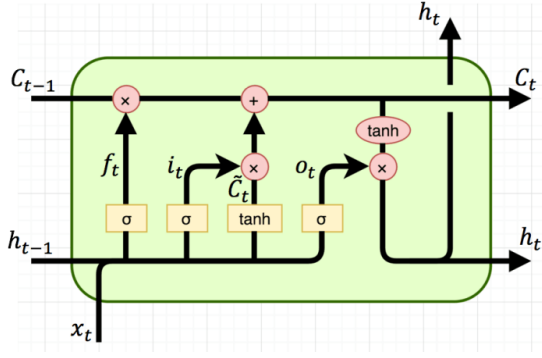 h_t
C_{t-1} × + C_t
tanh
f_t i_t × o_t ×
C̃_t
σ σ tanh σ
h_{t-1} h_t
x_t